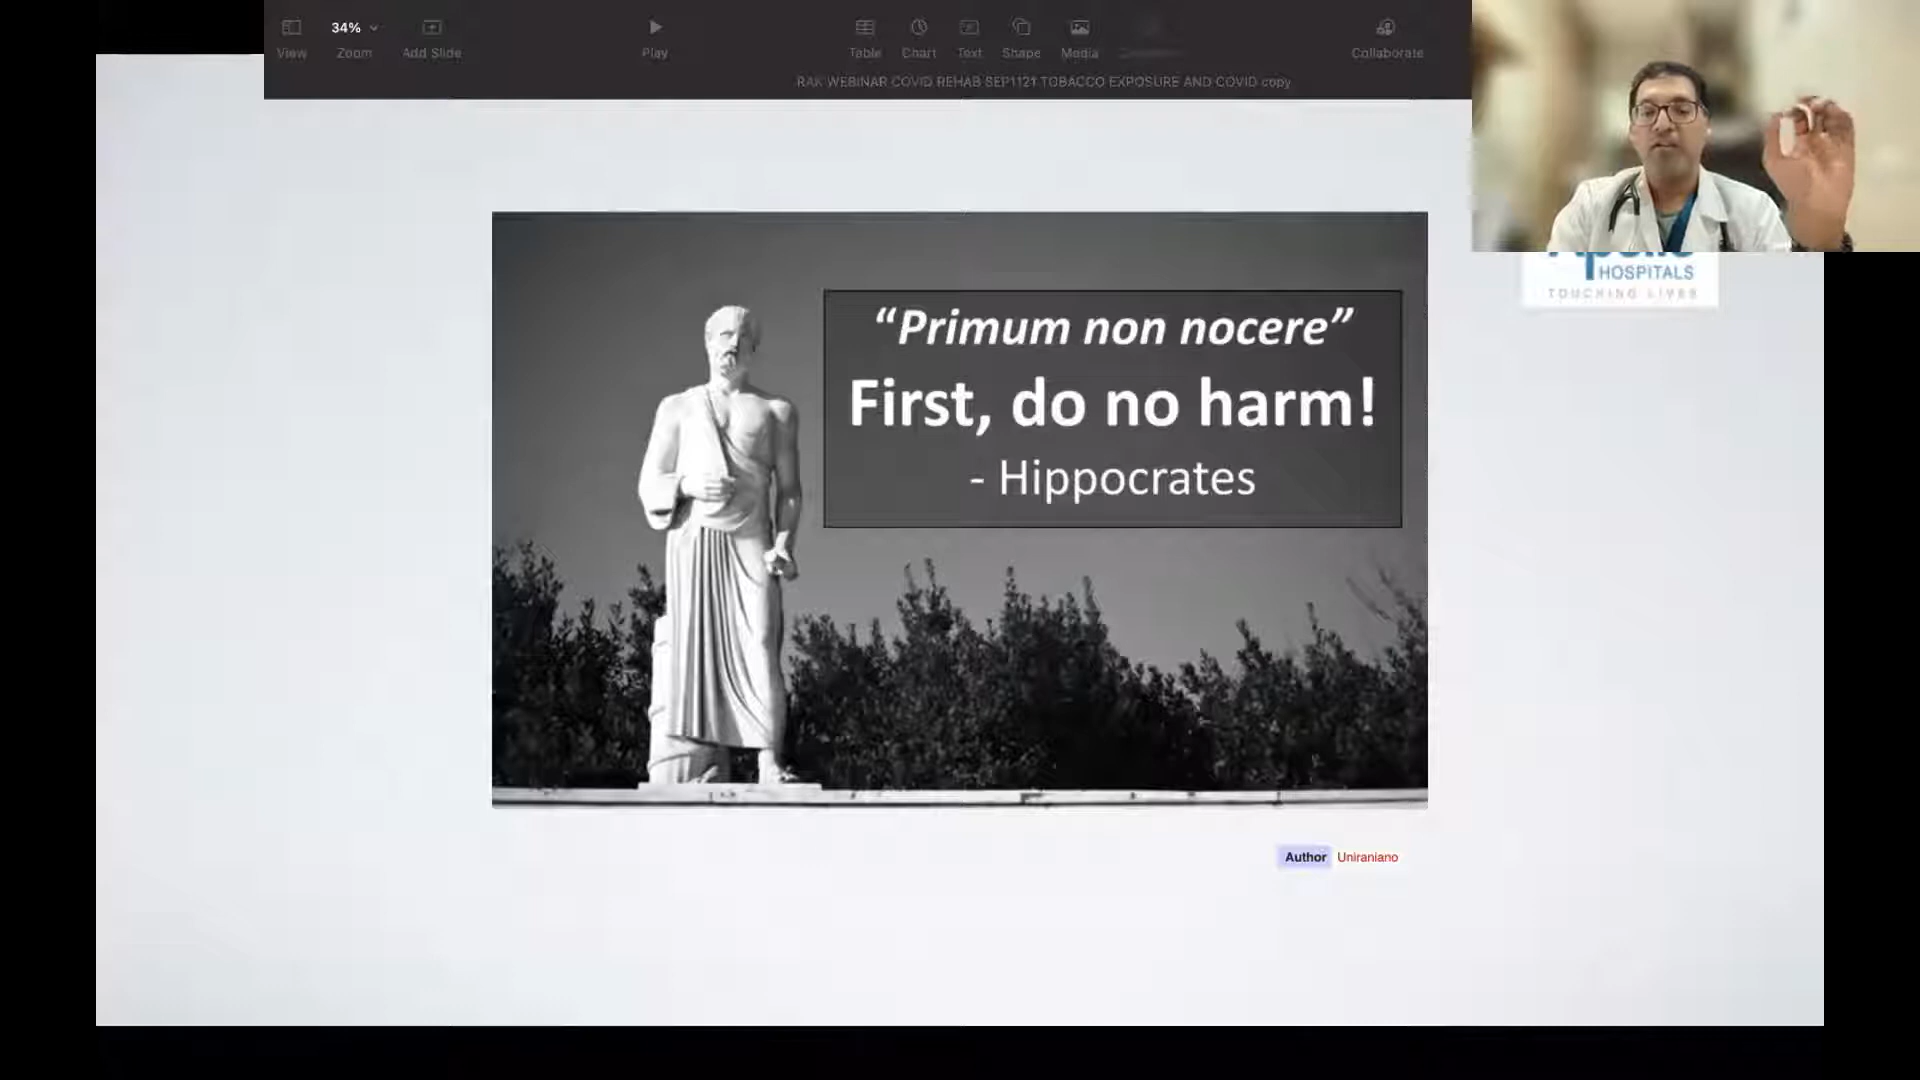 34%
View
Zoom
Add Slide
Play
Table
Chart
Text
Shape
Media
Collaborate
RAK WEBINAR COVID REHAB SEP1121 TOBACCO EXPOSURE AND COVID copy
HOSPITALS
TOUCHING LIVES
“Primum non nocere”
First, do no harm!
- Hippocrates
Author Uniraniano